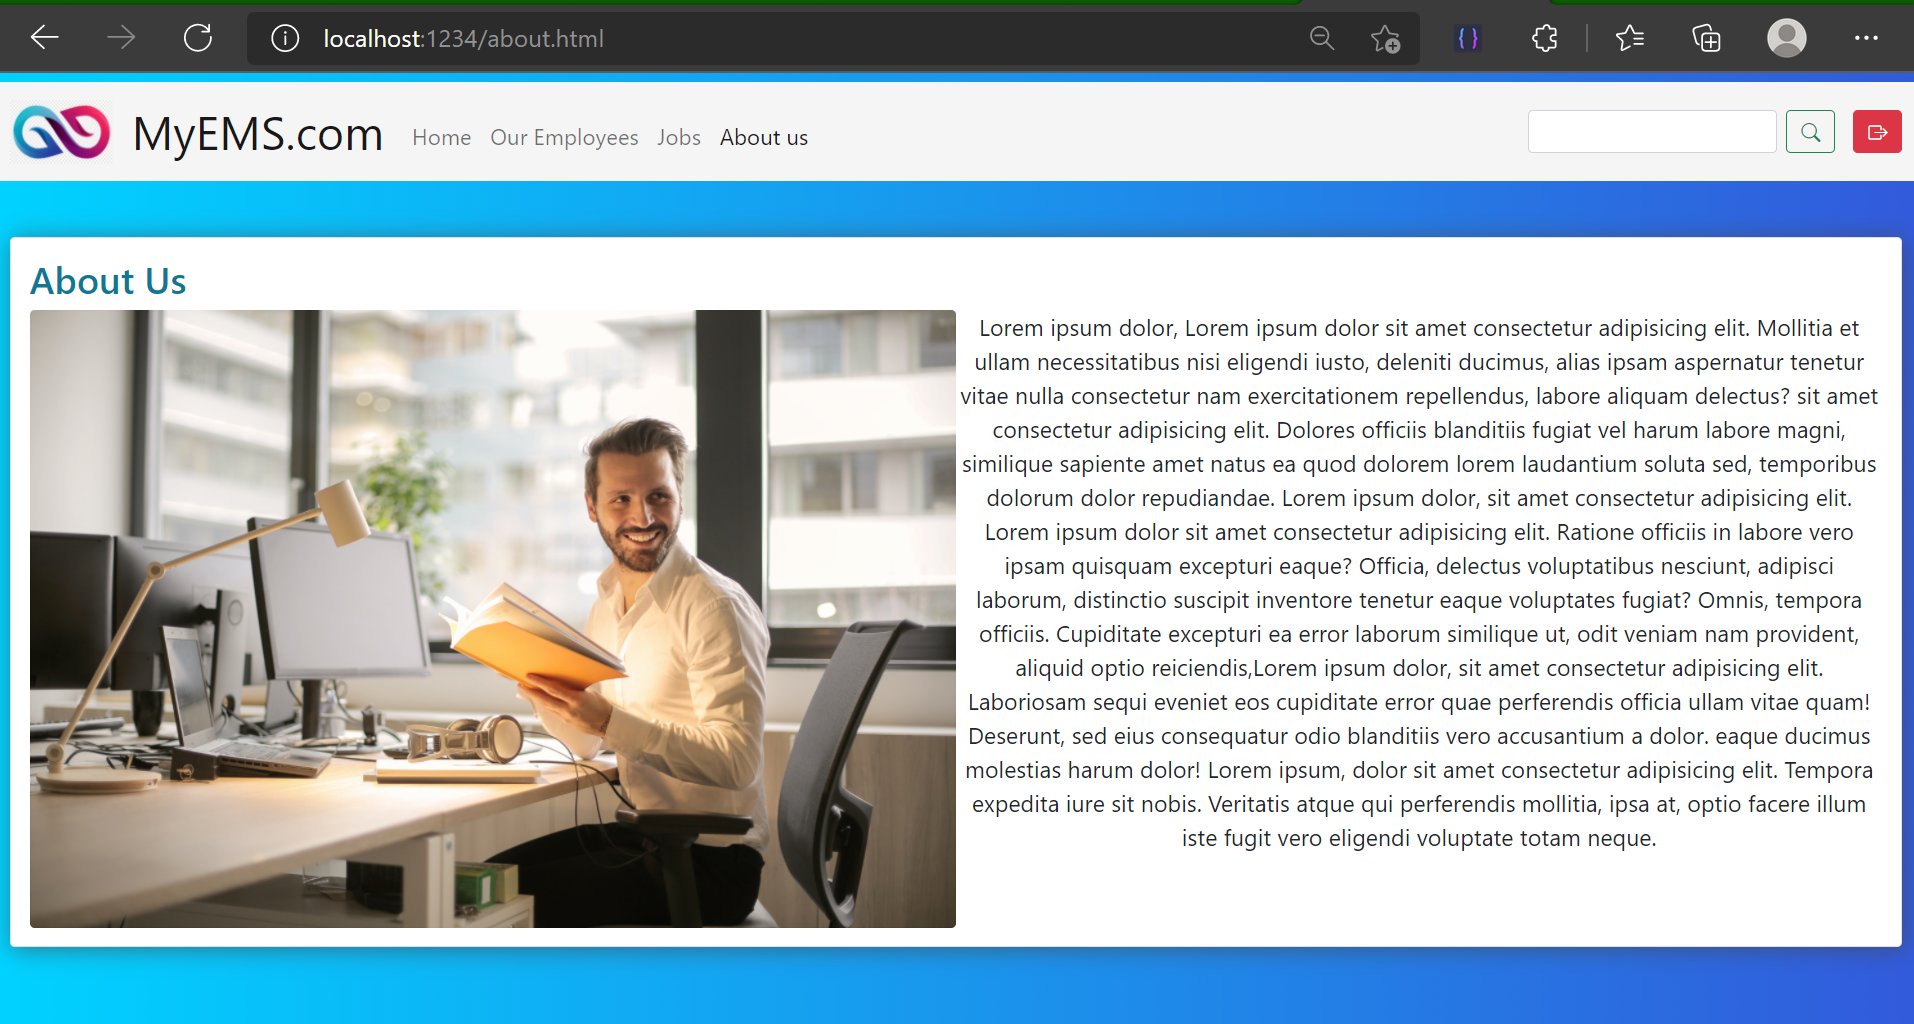 localhost:1234/about.html
MyEMS.com Home Our Employees Jobs About us
About Us
Lorem ipsum dolor, Lorem ipsum dolor sit amet consectetur adipisicing elit. Mollitia et
ullam necessitatibus nisi eligendi iusto, deleniti ducimus, alias ipsam aspernatur tenetur
vitae nulla consectetur nam exercitationem repellendus, labore aliquam delectus? sit amet
consectetur adipisicing elit. Dolores officiis blanditiis fugiat vel harum labore magni,
similique sapiente amet natus ea quod dolorem lorem laudantium soluta sed, temporibus
dolorum dolor repudiandae. Lorem ipsum dolor, sit amet consectetur adipisicing elit.
Lorem ipsum dolor sit amet consectetur adipisicing elit. Ratione officiis in labore vero
ipsam quisquam excepturi eaque? Officia, delectus voluptatibus nesciunt, adipisci
laborum, distinctio suscipit inventore tenetur eaque voluptates fugiat? Omnis, tempora
officiis. Cupiditate excepturi ea error laborum similique ut, odit veniam nam provident,
aliquid optio reiciendis,Lorem ipsum dolor, sit amet consectetur adipisicing elit.
Laboriosam sequi eveniet eos cupiditate error quae perferendis officia ullam vitae quam!
Deserunt, sed eius consequatur odio blanditiis vero accusantium a dolor. eaque ducimus
molestias harum dolor! Lorem ipsum, dolor sit amet consectetur adipisicing elit. Tempora
expedita iure sit nobis. Veritatis atque qui perferendis mollitia, ipsa at, optio facere illum
iste fugit vero eligendi voluptate totam neque.